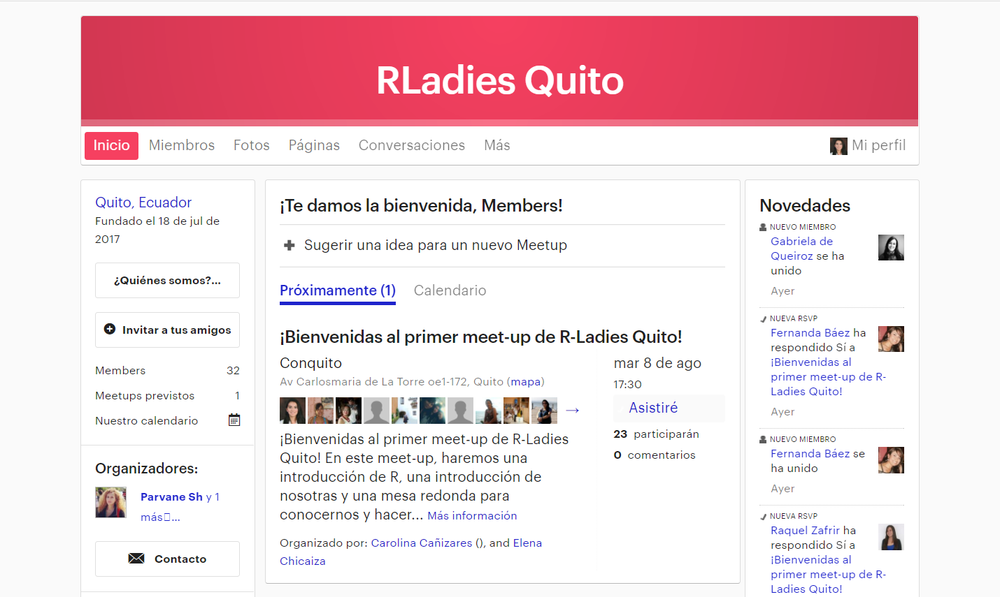 RLadies Quito
Inicio Miembros Fotos Páginas Conversaciones Más Mi perfil
Quito, Ecuador
Fundado el 18 de jul de
2017
¿Quiénes somos?...
Invitar a tus amigos
Members 32
Meetups previstos 1
Nuestro calendario
Organizadores:
Parvane Sh y 1
más...
Contacto
¡Te damos la bienvenida, Members!
Sugerir una idea para un nuevo Meetup
Próximamente (1) Calendario
¡Bienvenidas al primer meet-up de R-Ladies Quito!
Conquito
Av Carlosmaria de La Torre oe1-172, Quito (mapa)
¡Bienvenidas al primer meet-up de R-Ladies
Quito! En este meet-up, haremos una
introducción de R, una introducción de
nosotras y una mesa redonda para
conocernos y hacer... Más información
Organizado por: Carolina Cañizares (), and Elena
Chicaiza
mar 8 de ago
17:30
Asistiré
23 participarán
0 comentarios
Novedades
NUEVO MIEMBRO
Gabriela de
Queiroz se ha
unido
Ayer
NUEVA RSVP
Fernanda Báez ha
respondido Sí a
¡Bienvenidas al
primer meet-up de R-
Ladies Quito!
Ayer
NUEVO MIEMBRO
Fernanda Báez se
ha unido
Ayer
NUEVA RSVP
Raquel Zafrir ha
respondido Sí a
¡Bienvenidas al
primer meet-up de R-
Ladies Quito!